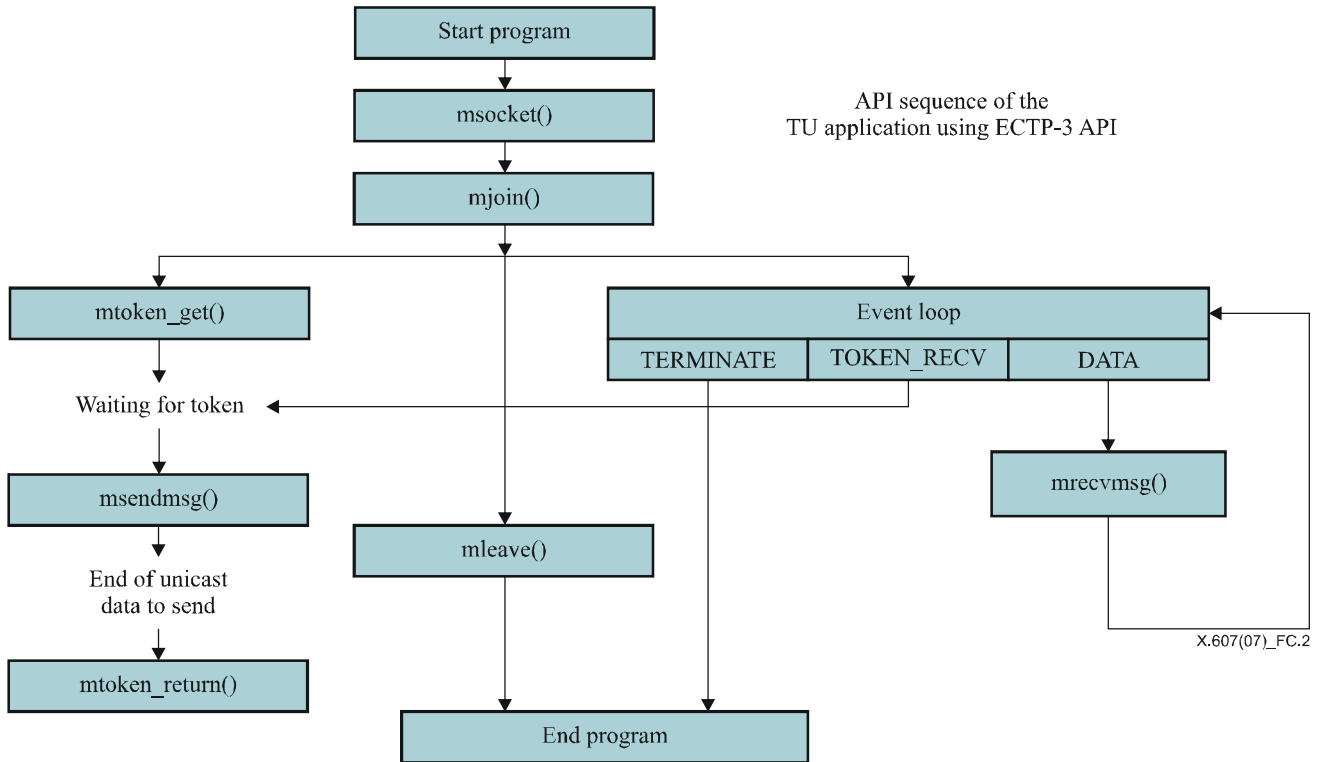 Start program
msocket()
API sequence of the
TU application using ECTP-3 API
mjoin()
mtoken_get()
Event loop
TERMINATE
TOKEN_RECV
DATA
Waiting for token
mrecvmsg()
msendmsg()
mleave()
End of unicast
data to send
X.607(07)_FC.2
mtoken_return()
End program